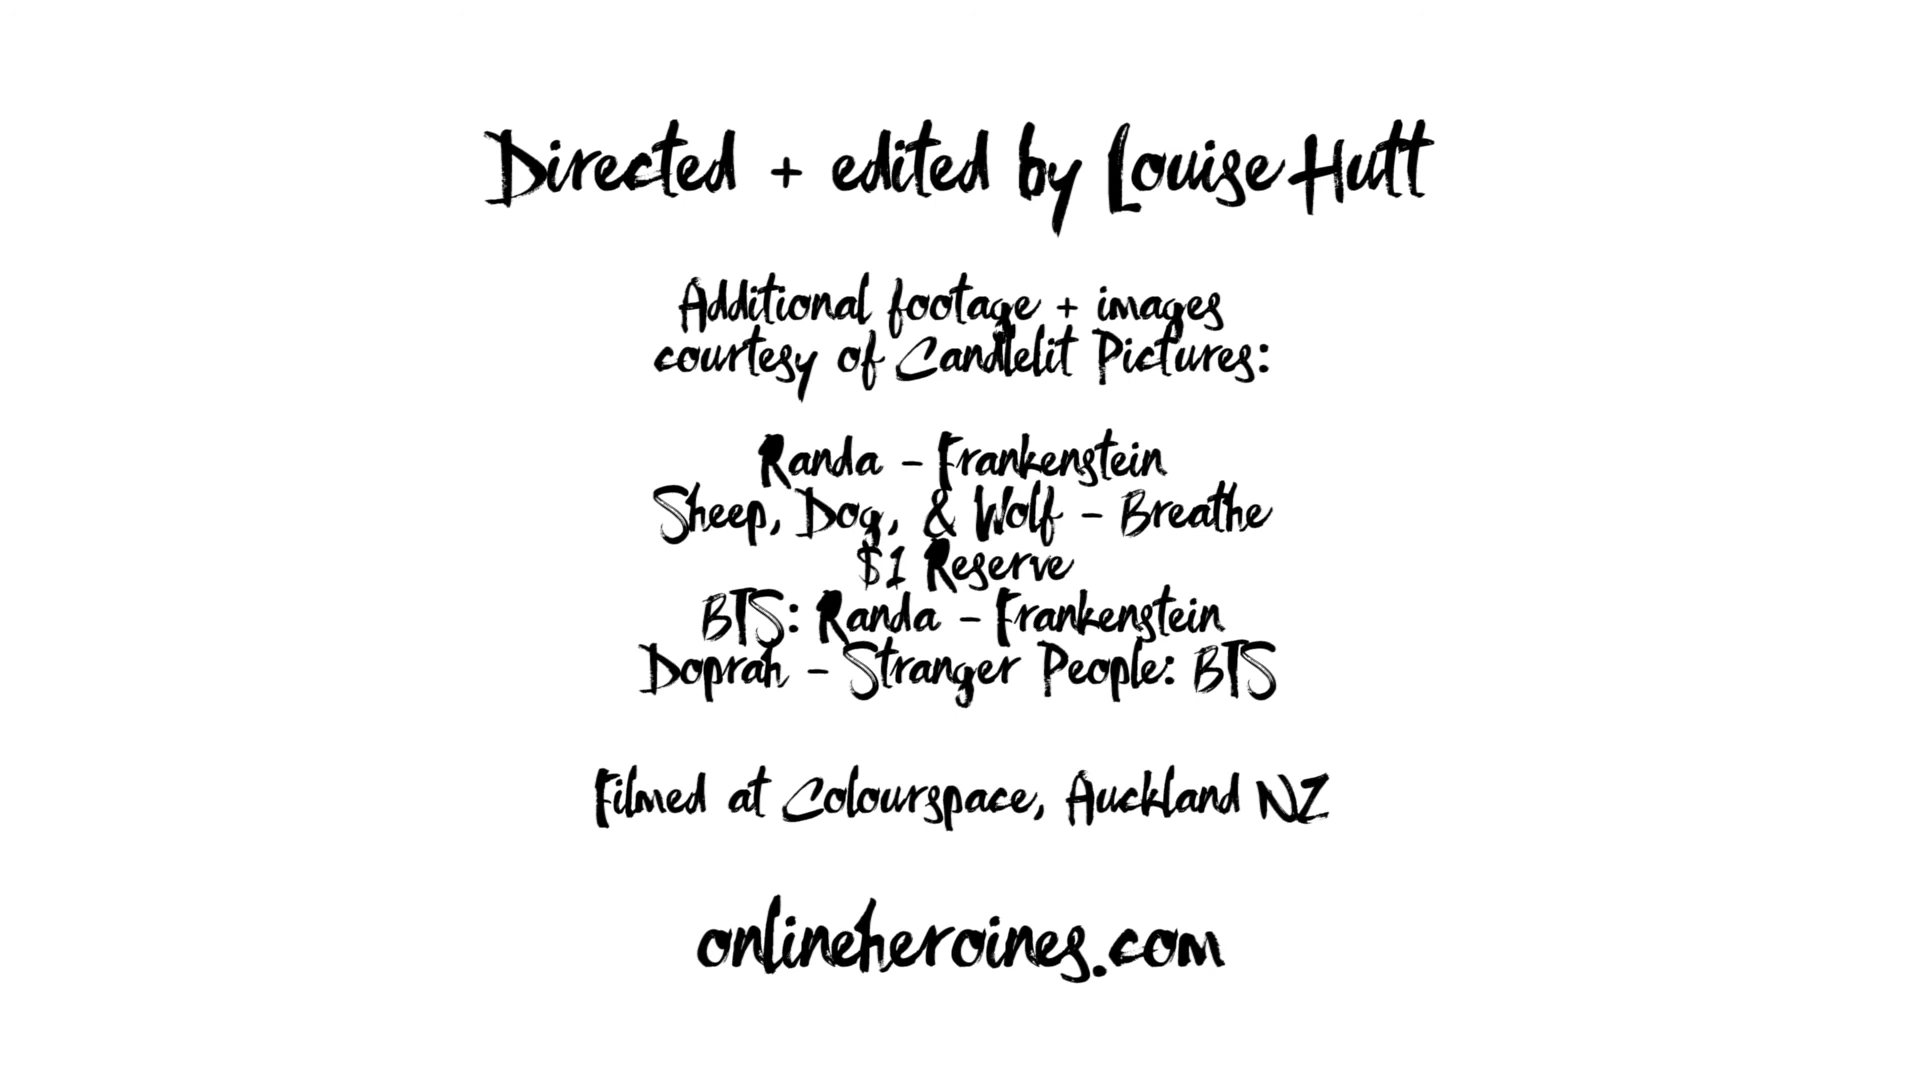 Directed + edited by Louise Hutt
Additional footage + images
courtesy of Candlelit Pictures:
Randa - Frankenstein
Sheep, Dog, & Wolf - Breathe
$1 Reserve
BTS: Randa - Frankenstein
Doprah - Stranger People: BTS
Filmed at Colourspace, Auckland NZ
onlineheroines.com